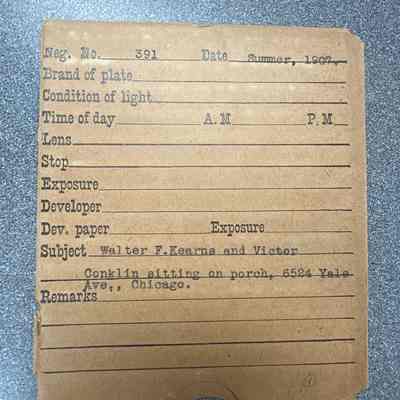 Neg. No. 391 Date Summer, 1907.
Brand of plate
Condition of light
Time of day A.M. P.M.
Lens
Stop
Exposure
Developer
Dev. paper Exposure
Subject Walter F.Kearns and Victor
Conklin sitting on porch, 6524 Yale
Ave,, Chicago.
Remarks